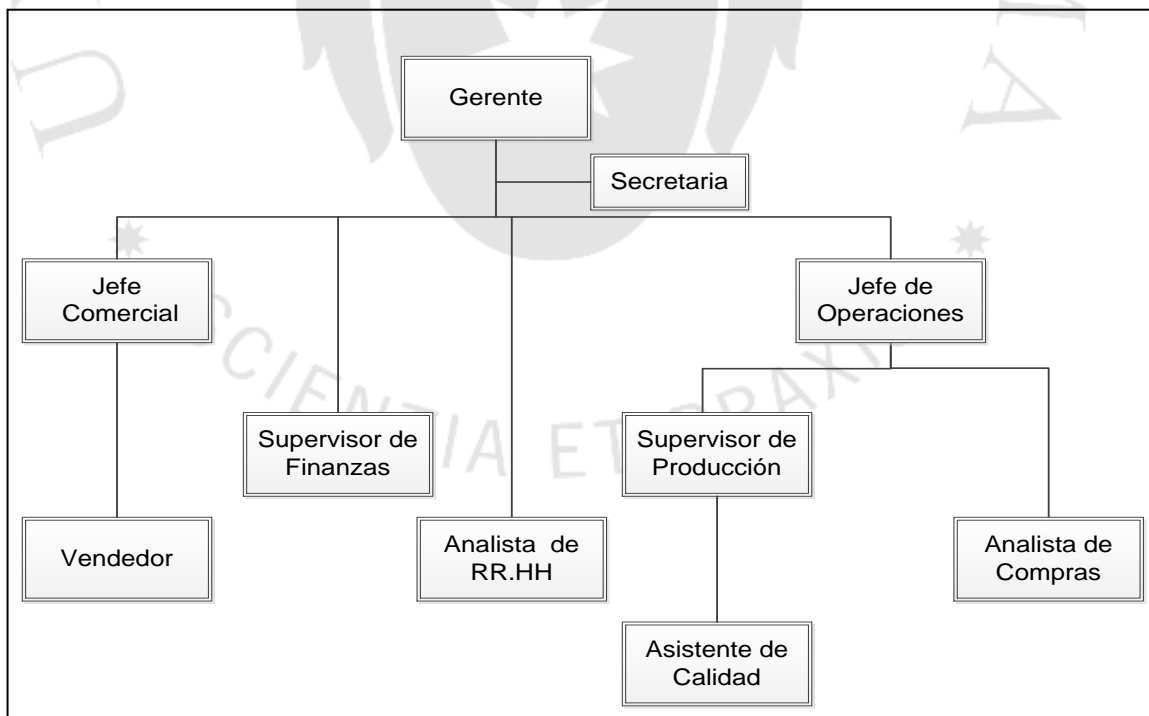 Gerente
Secretaria
Jefe
Comercial
Jefe de
Operaciones
Supervisor de
Finanzas
Supervisor de
Producción
Vendedor
Analista de
RR.HH
Analista de
Compras
Asistente de
Calidad
SCIENTIA ET PRAXIS
U
MA